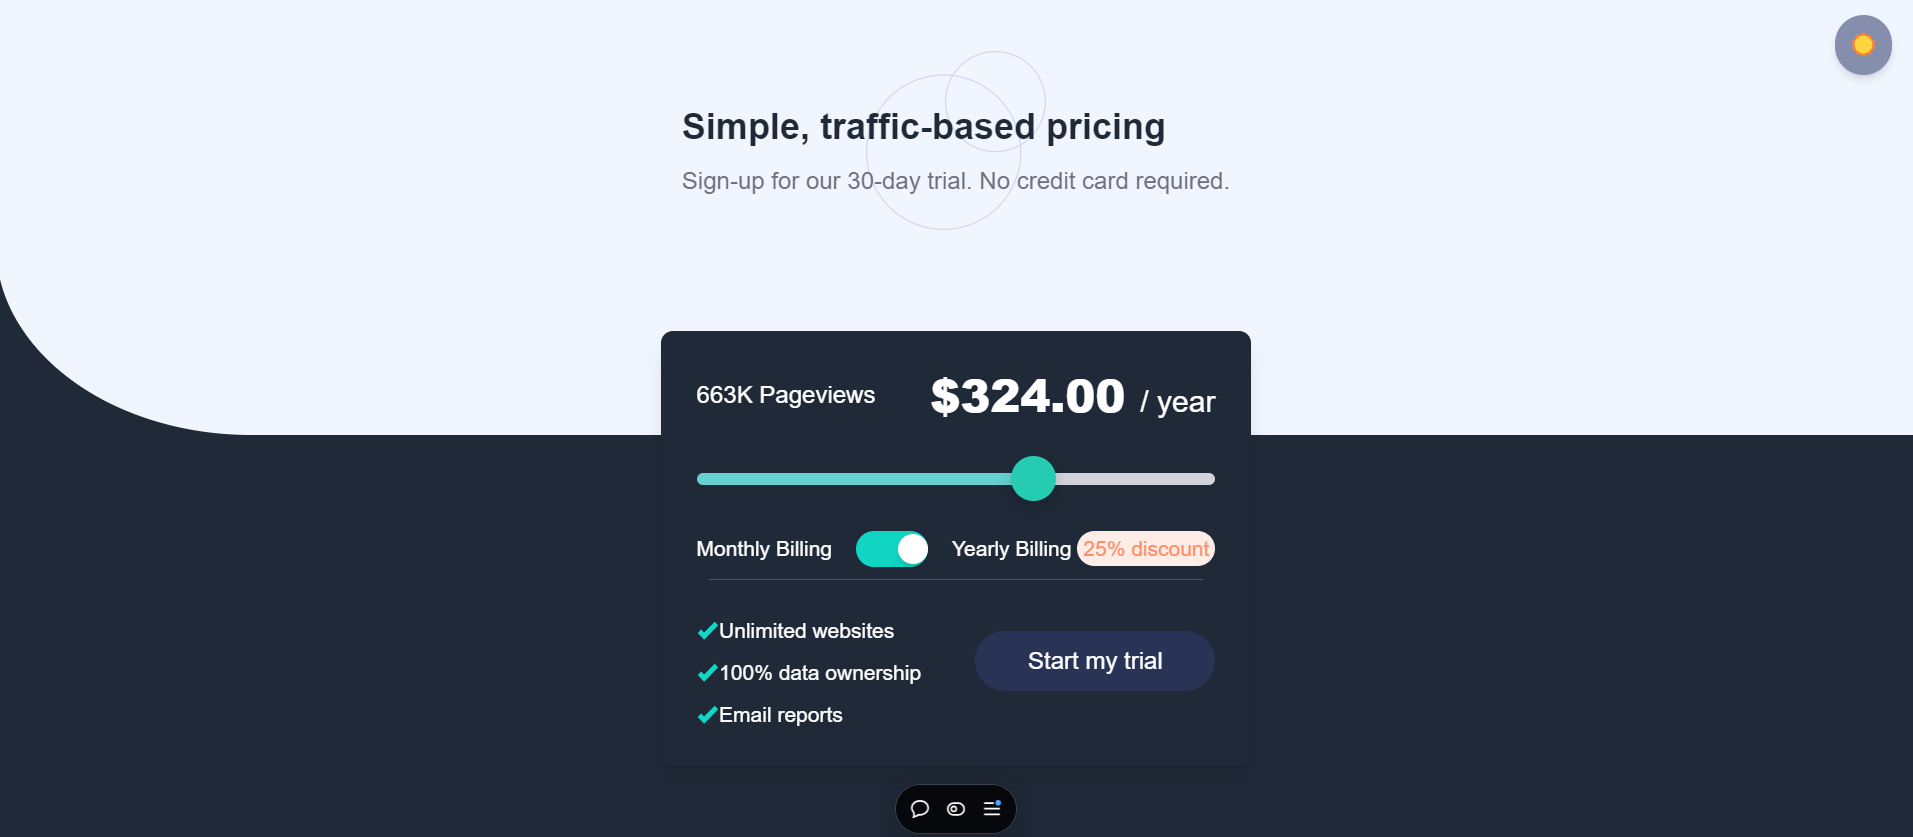 Simple, traffic-based pricing
Sign-up for our 30-day trial. No credit card required.
663K Pageviews $324.00 / year
Monthly Billing Yearly Billing 25% discount
Unlimited websites
100% data ownership
Email reports
Start my trial